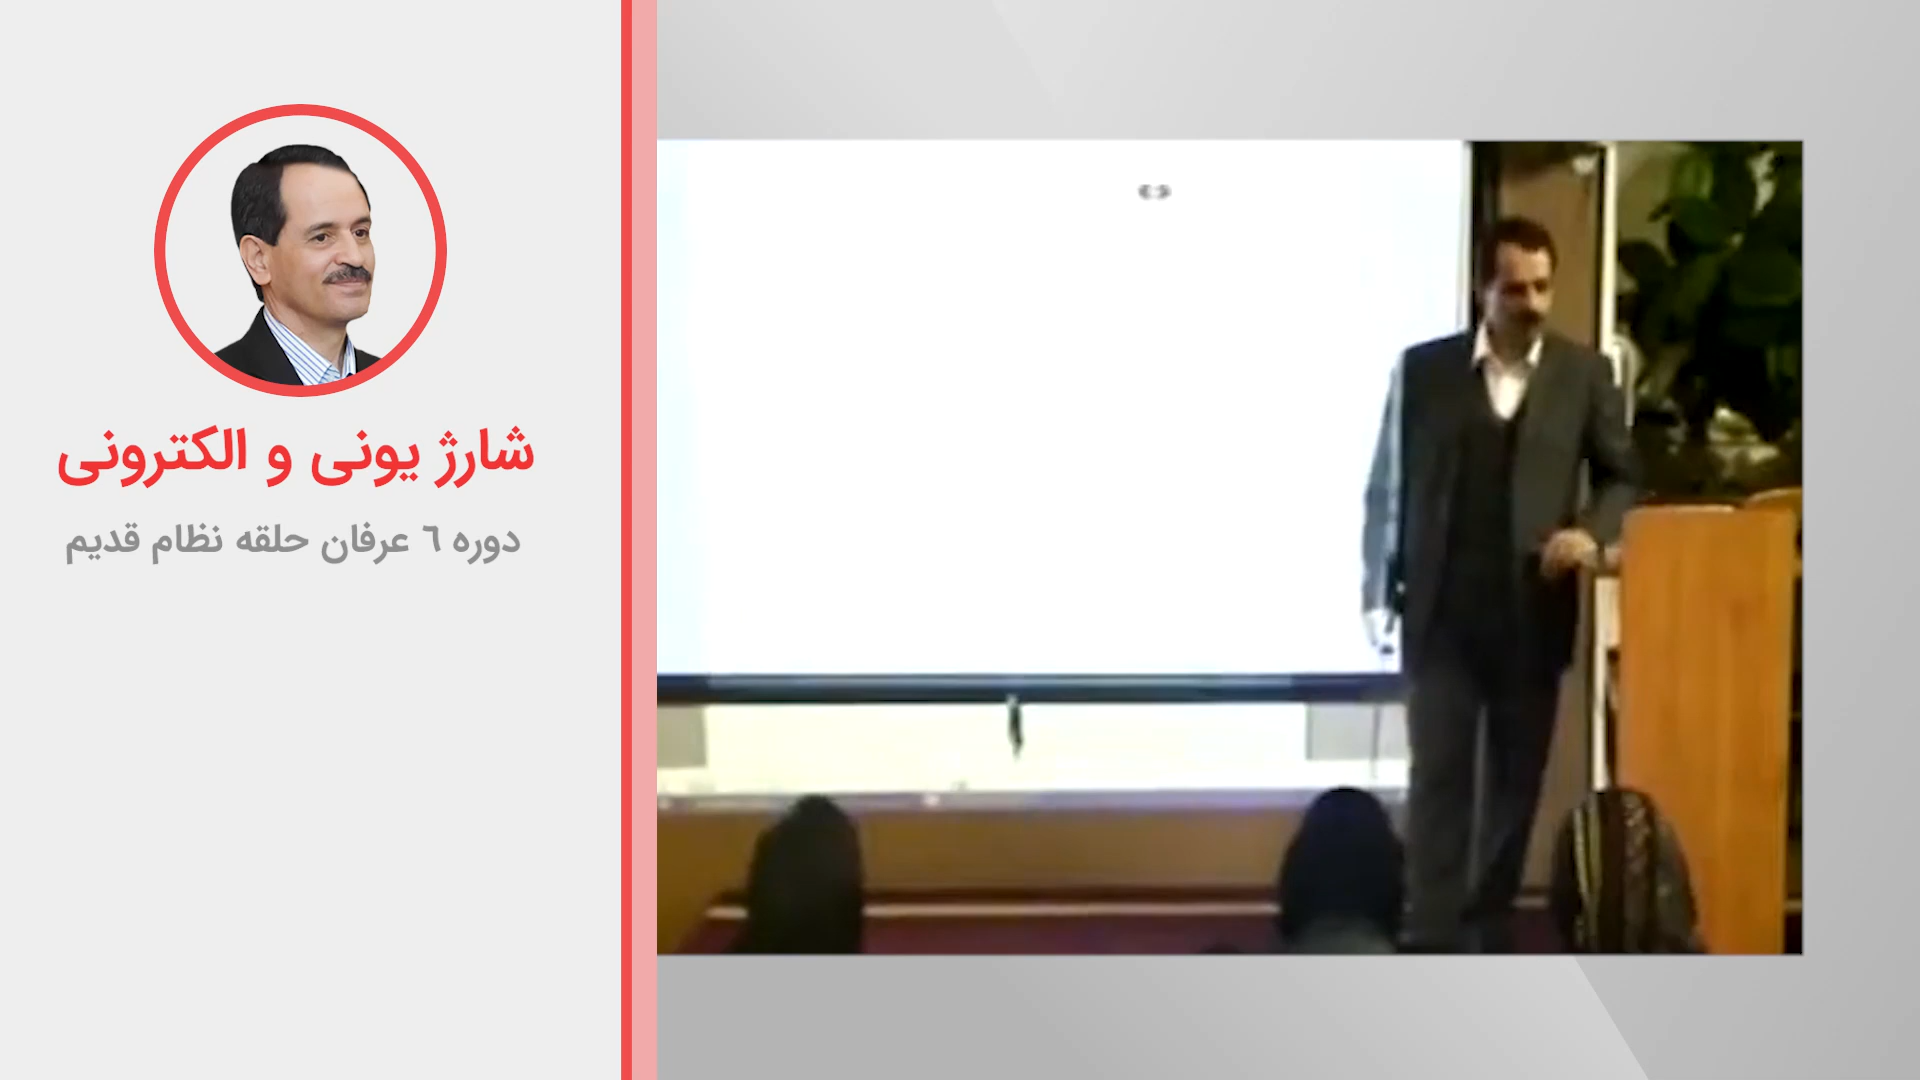 شارژ یونی و الکترونی
دوره ٦ عرفان حلقه نظام قدیم